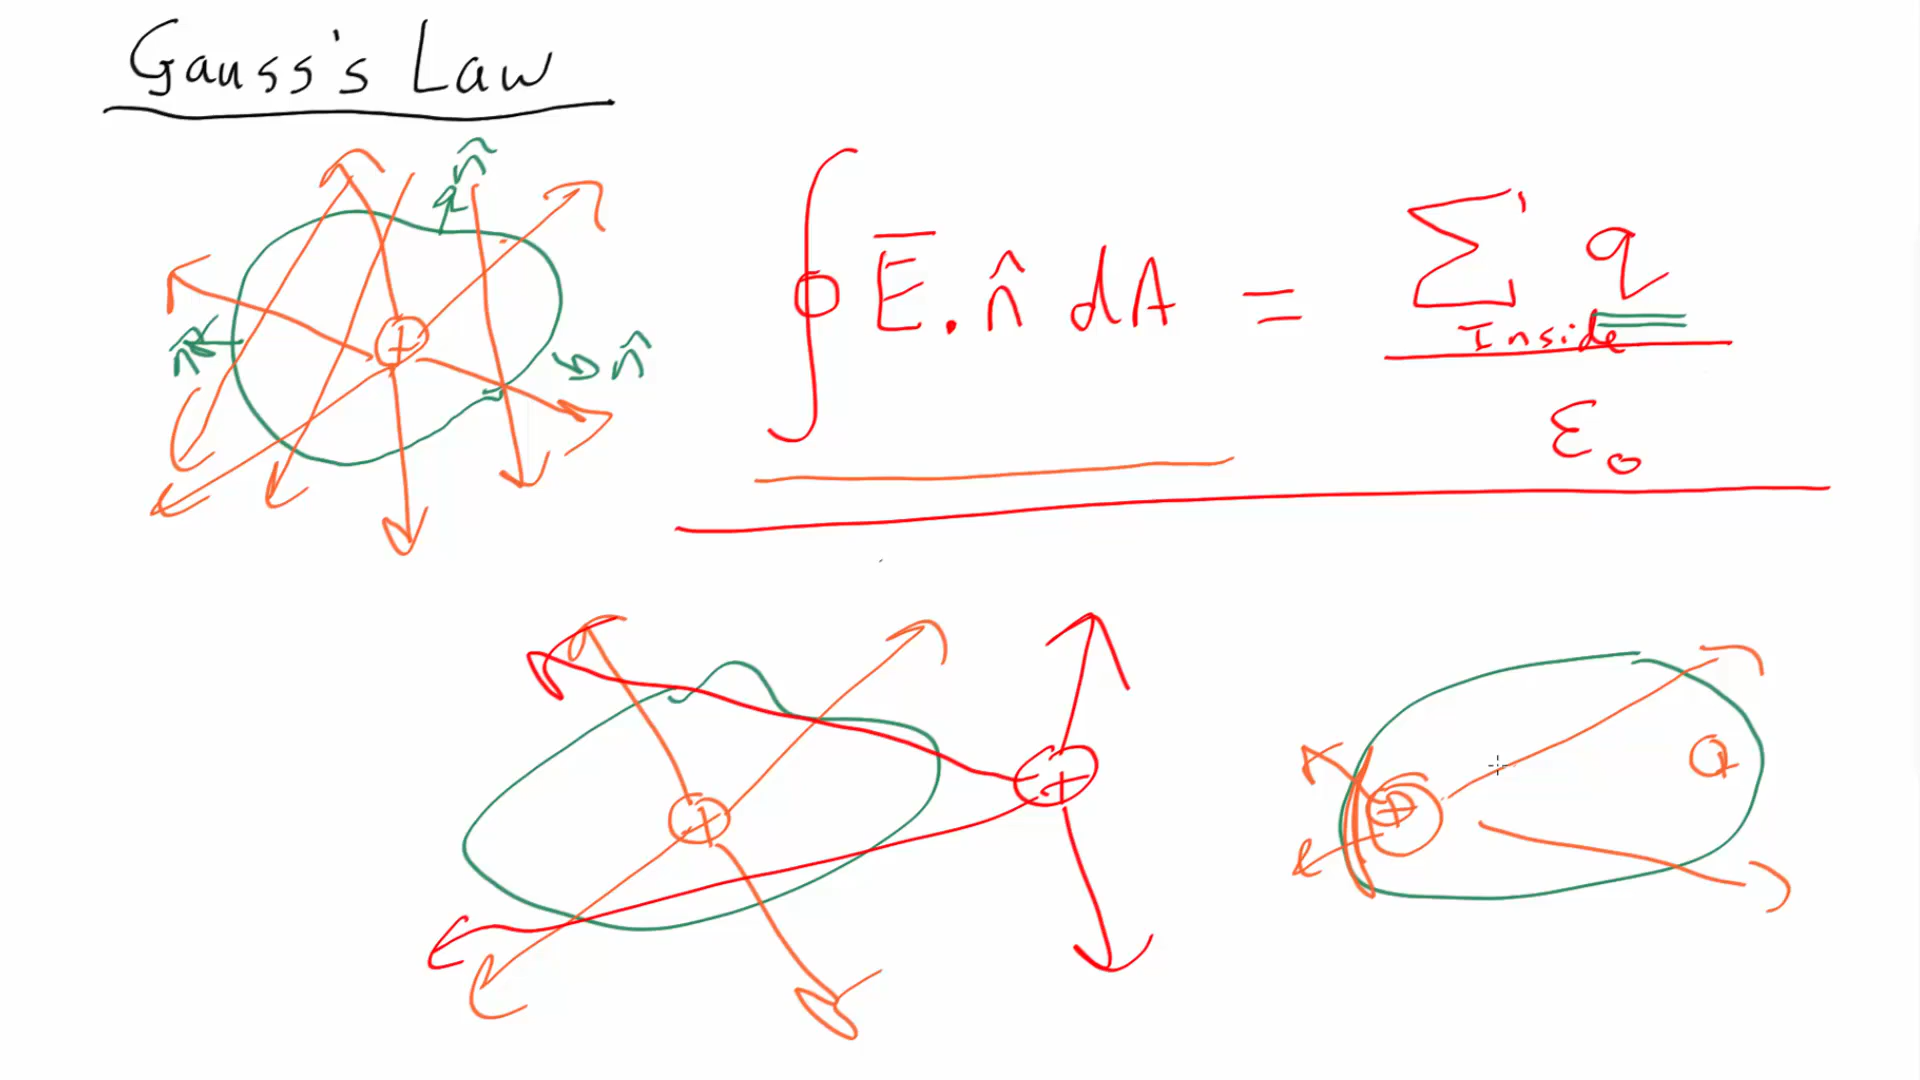 Gauss's Law
n̂
n̂ n̂
∮ E̅ . n̂ dA = Σ q
Inside
ε₀
+
+ +
+ Q